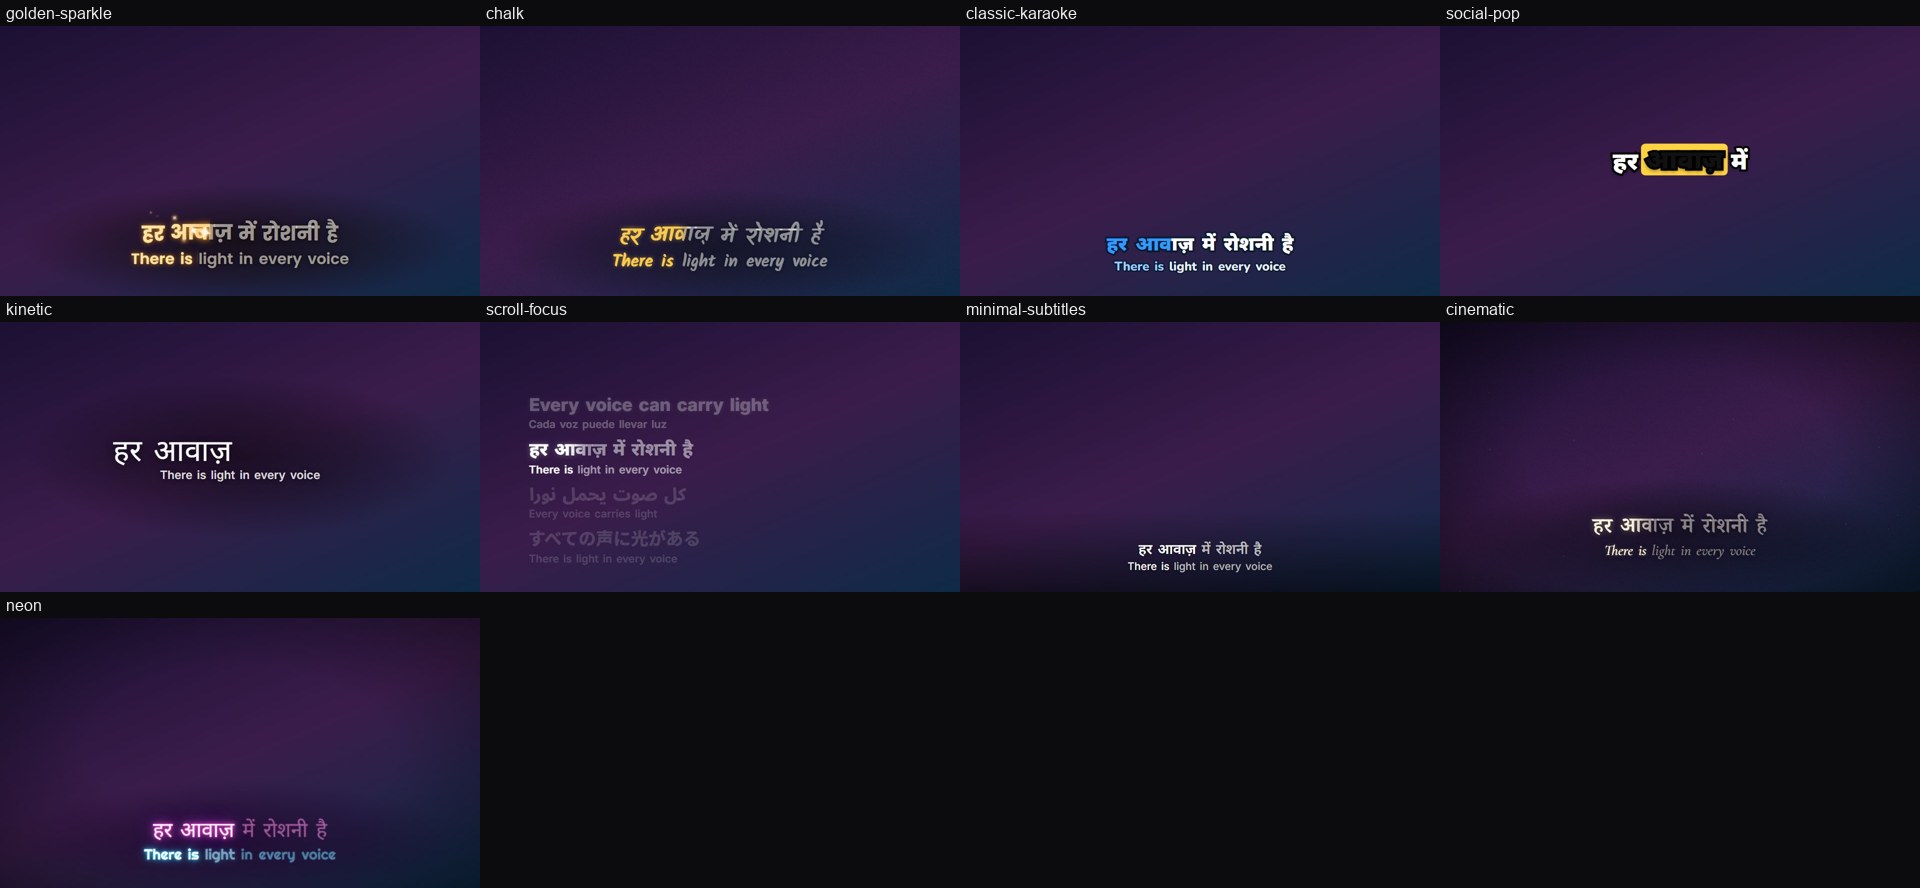 golden-sparkle
हर आवाज़ में रोशनी है
There is light in every voice
chalk
हर आवाज़ में रोशनी है
There is light in every voice
classic-karaoke
हर आवाज़ में रोशनी है
There is light in every voice
social-pop
हर आवाज़ में
kinetic
हर आवाज़
There is light in every voice
scroll-focus
Every voice can carry light
Cada voz puede llevar luz
हर आवाज़ में रोशनी है
There is light in every voice
كل صوت يحمل نورا
Every voice carries light
すべての声に光がある
There is light in every voice
minimal-subtitles
हर आवाज़ में रोशनी है
There is light in every voice
cinematic
हर आवाज़ में रोशनी है
There is light in every voice
neon
हर आवाज़ में रोशनी है
There is light in every voice